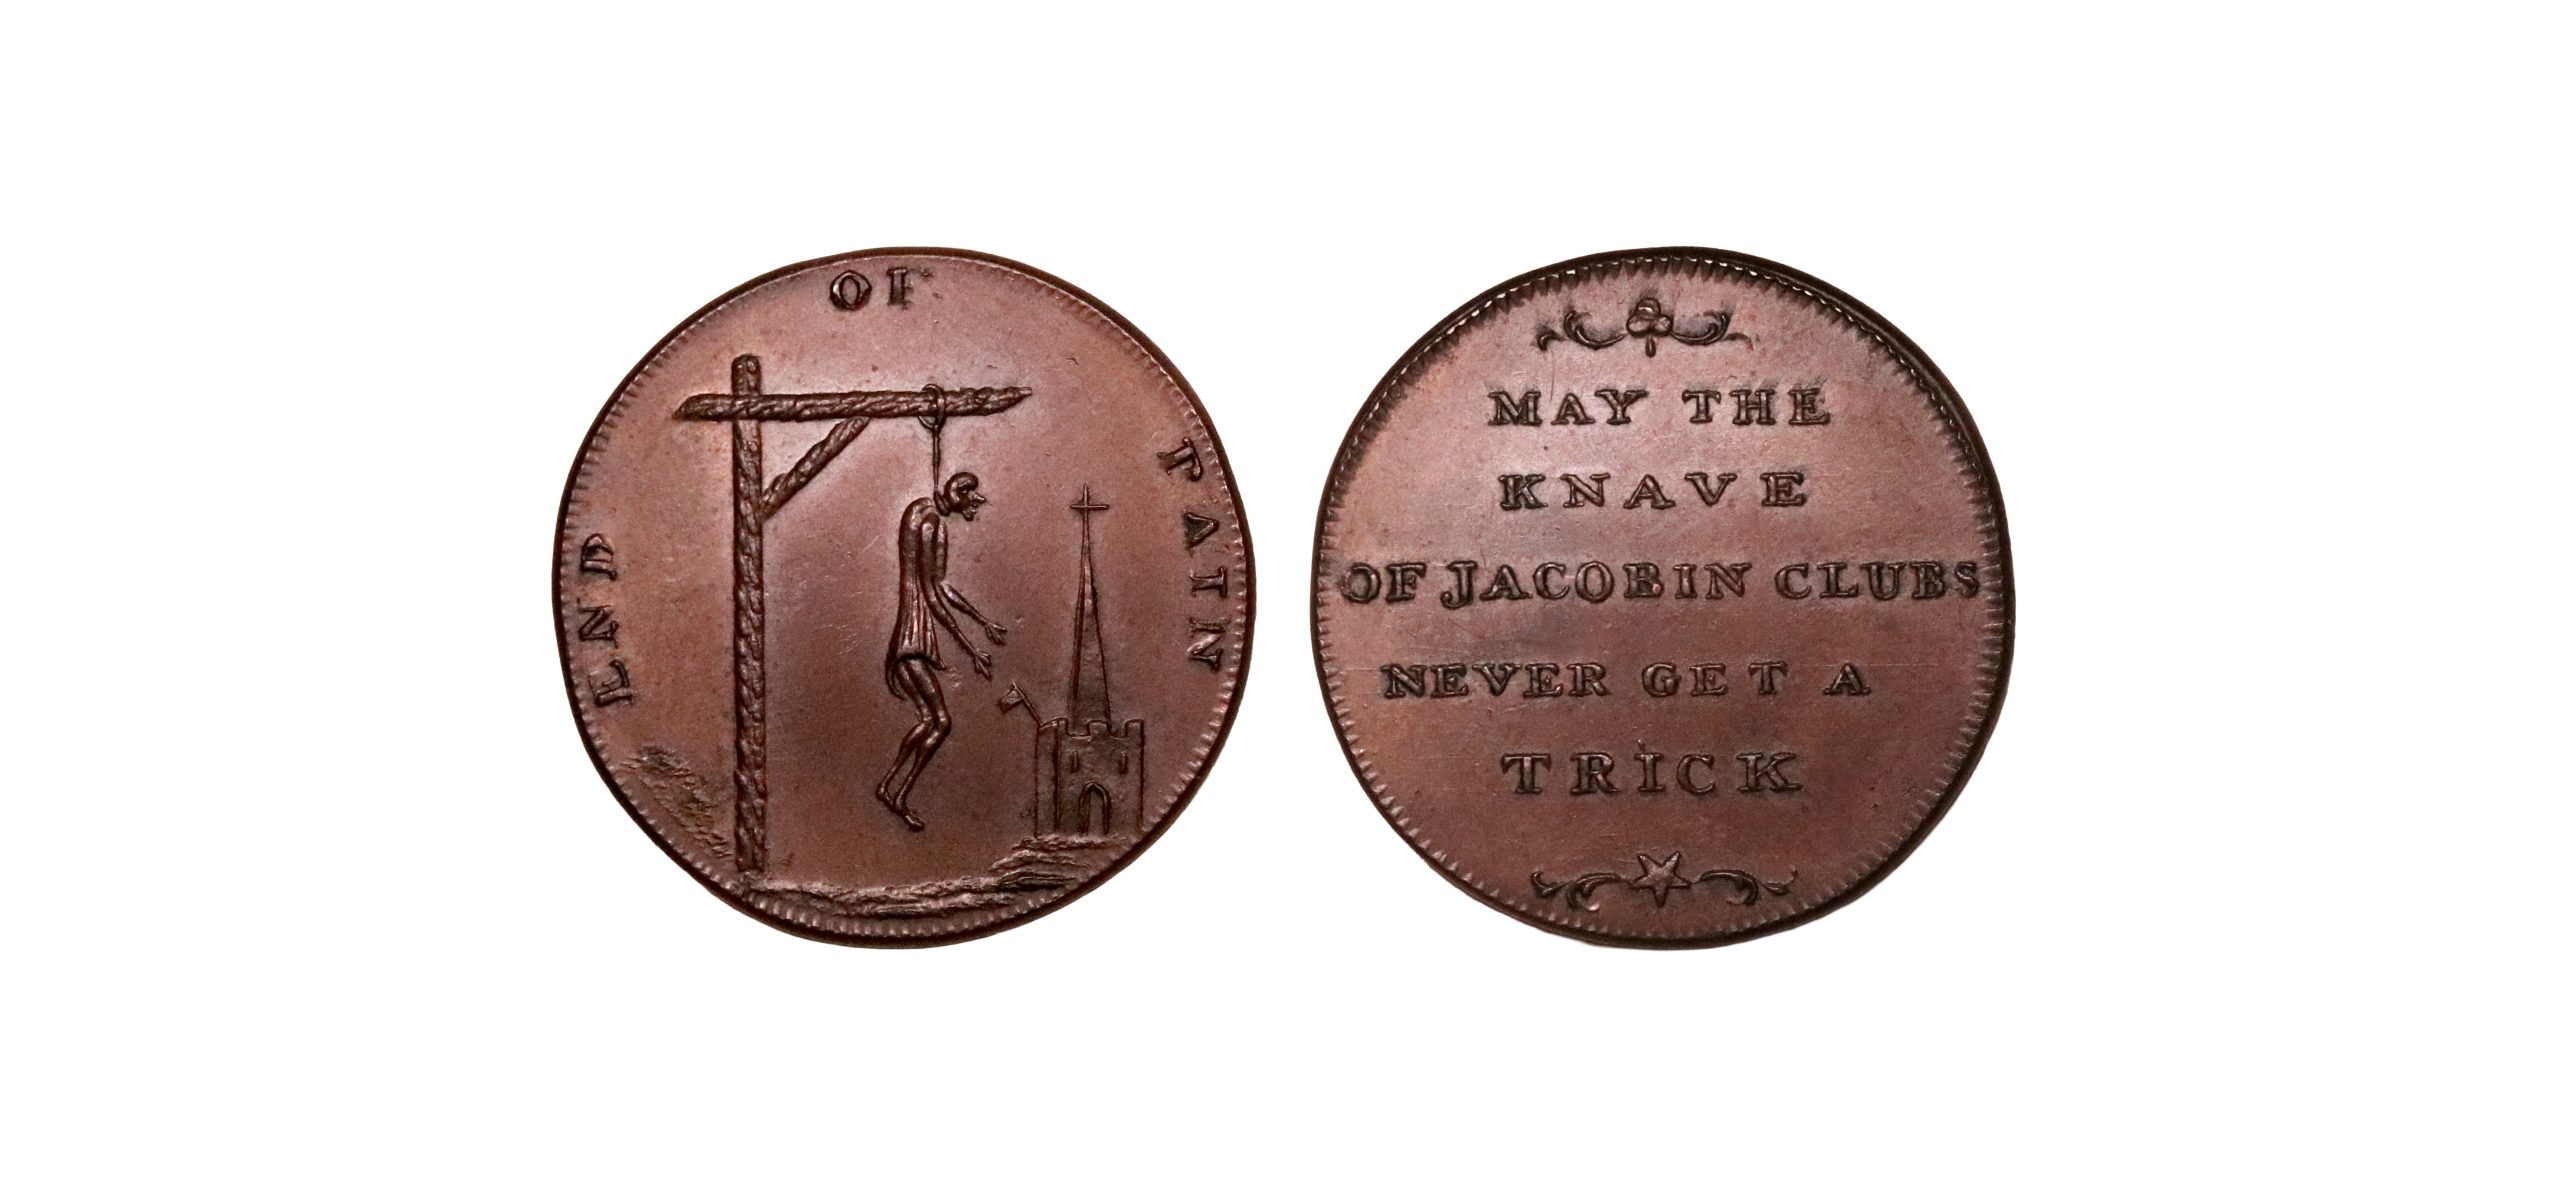 END OF PAIN
MAY THE
KNAVE
OF JACOBIN CLUBS
NEVER GET A
TRICK